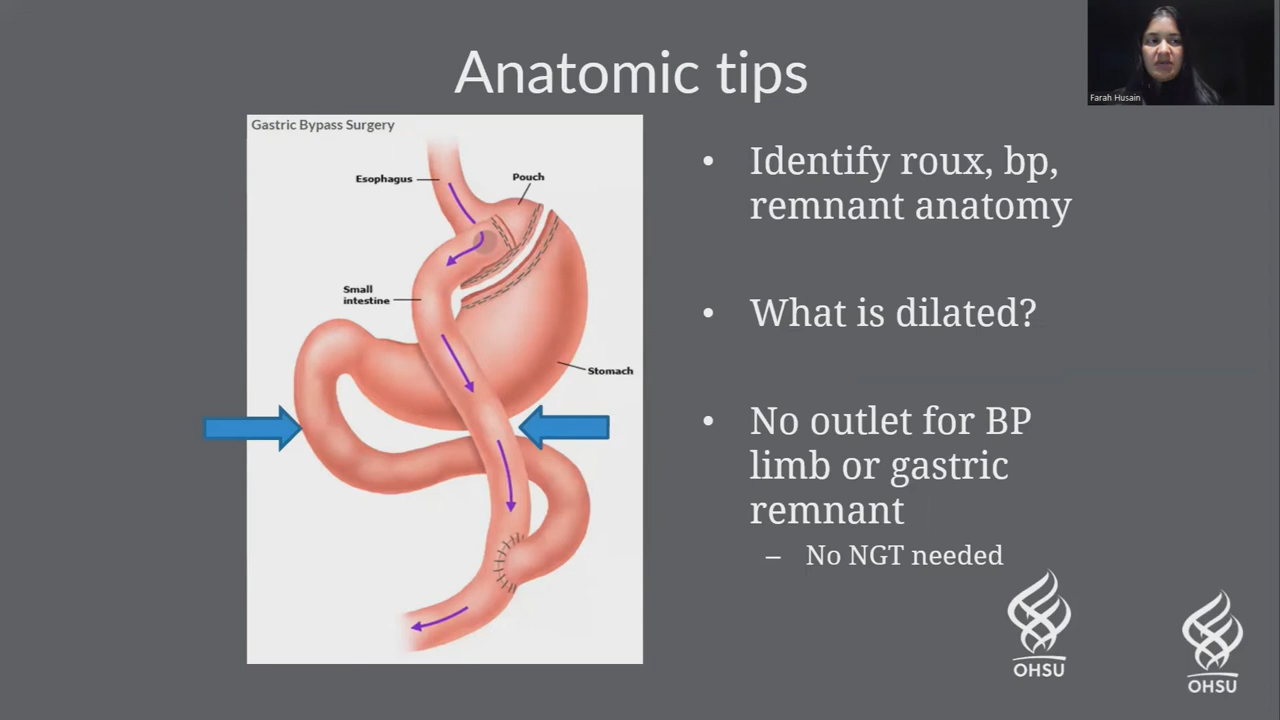 Anatomic tips
Farah Husain
Gastric Bypass Surgery
Esophagus
Pouch
Small
intestine
Stomach
• Identify roux, bp,
remnant anatomy
• What is dilated?
• No outlet for BP
limb or gastric
remnant
– No NGT needed
OHSU
OHSU